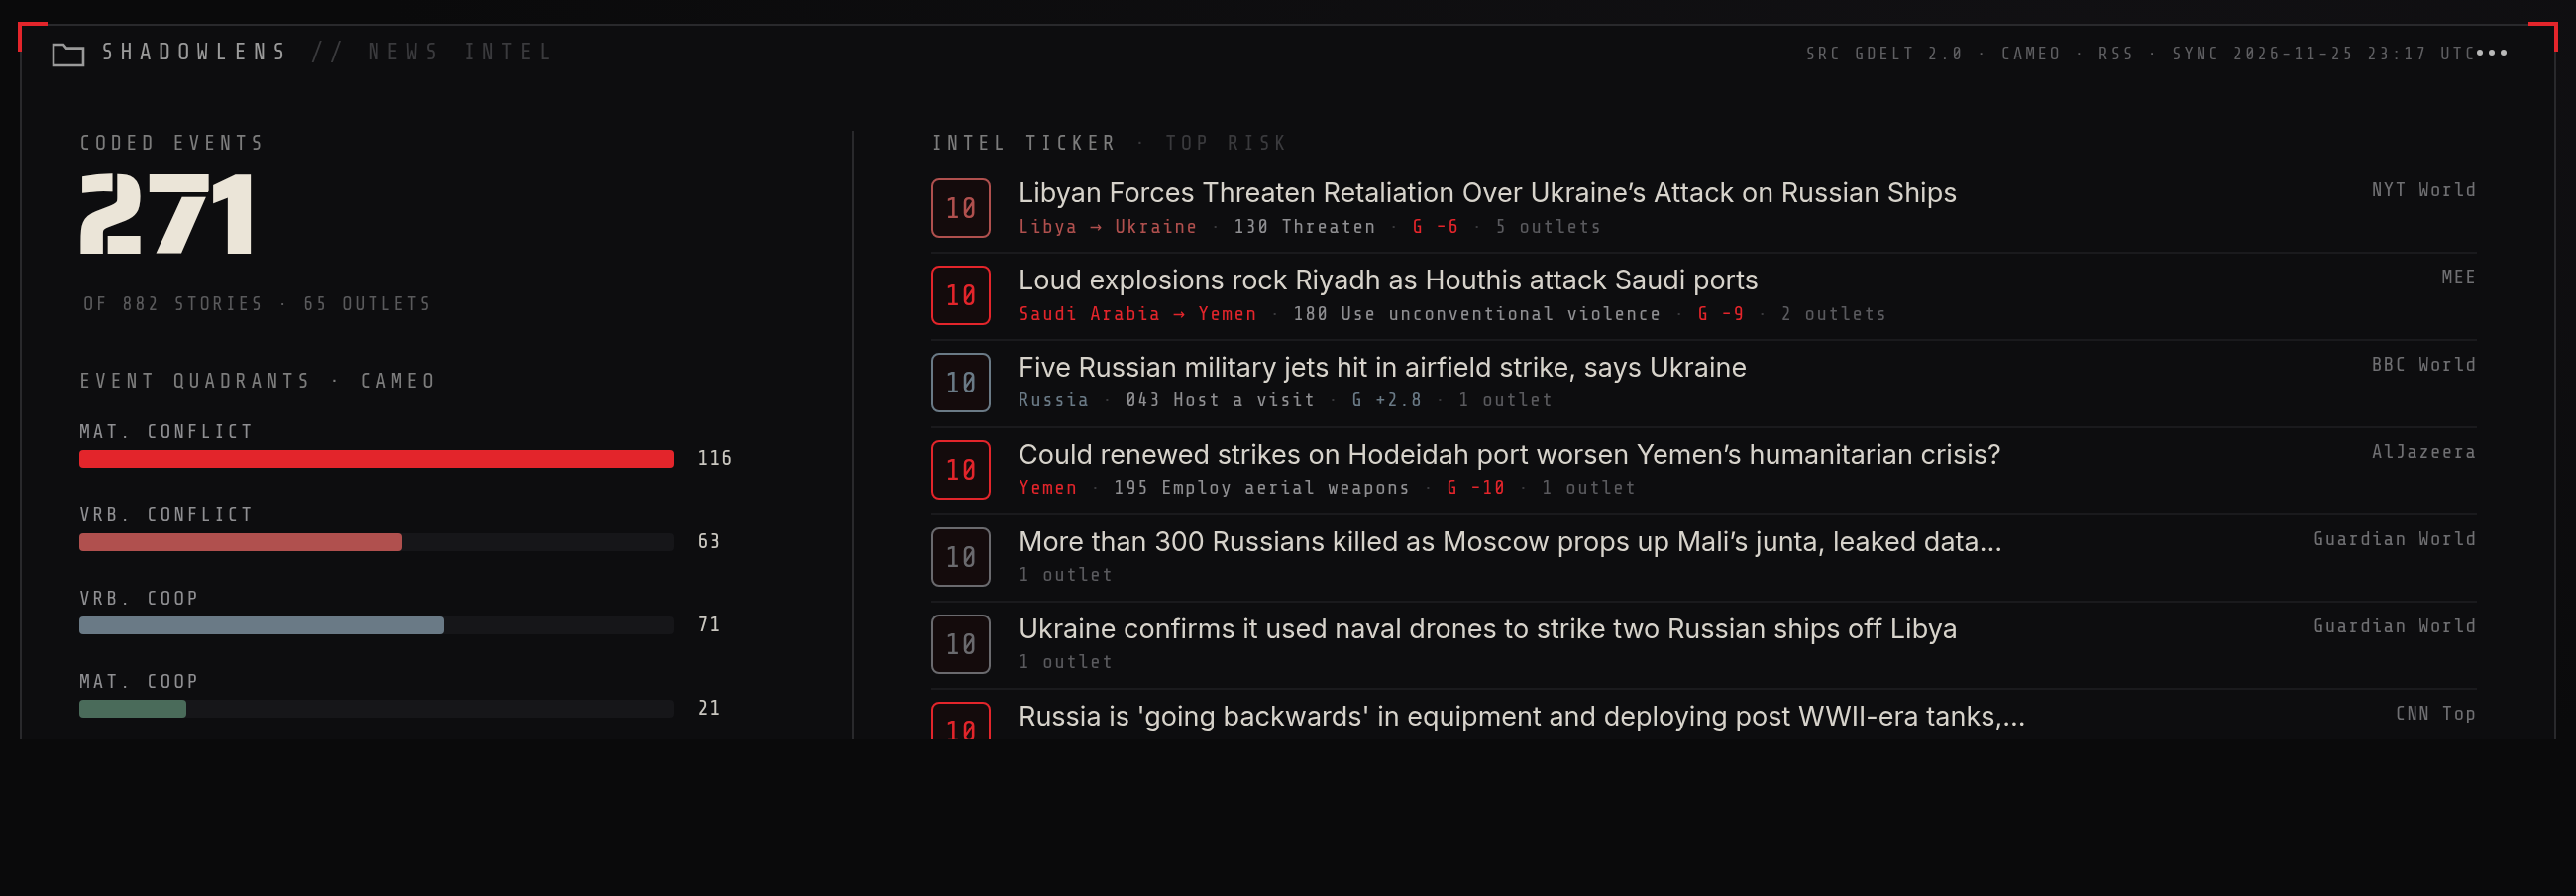 SHADOWLENS // NEWS INTEL
SRC GDELT 2.0 · CAMEO · RSS · SYNC 2026-11-25 23:17 UTC•••
CODED EVENTS
271
OF 882 STORIES · 65 OUTLETS
EVENT QUADRANTS · CAMEO
MAT. CONFLICT
116
VRB. CONFLICT
63
VRB. COOP
71
MAT. COOP
21
INTEL TICKER · TOP RISK
10
Libyan Forces Threaten Retaliation Over Ukraine’s Attack on Russian Ships
NYT World
Libya → Ukraine · 130 Threaten · G -6 · 5 outlets
10
Loud explosions rock Riyadh as Houthis attack Saudi ports
MEE
Saudi Arabia → Yemen · 180 Use unconventional violence · G -9 · 2 outlets
10
Five Russian military jets hit in airfield strike, says Ukraine
BBC World
Russia · 043 Host a visit · G +2.8 · 1 outlet
10
Could renewed strikes on Hodeidah port worsen Yemen’s humanitarian crisis?
AlJazeera
Yemen · 195 Employ aerial weapons · G -10 · 1 outlet
10
More than 300 Russians killed as Moscow props up Mali’s junta, leaked data...
Guardian World
1 outlet
10
Ukraine confirms it used naval drones to strike two Russian ships off Libya
Guardian World
1 outlet
10
Russia is 'going backwards' in equipment and deploying post WWII-era tanks,...
CNN Top